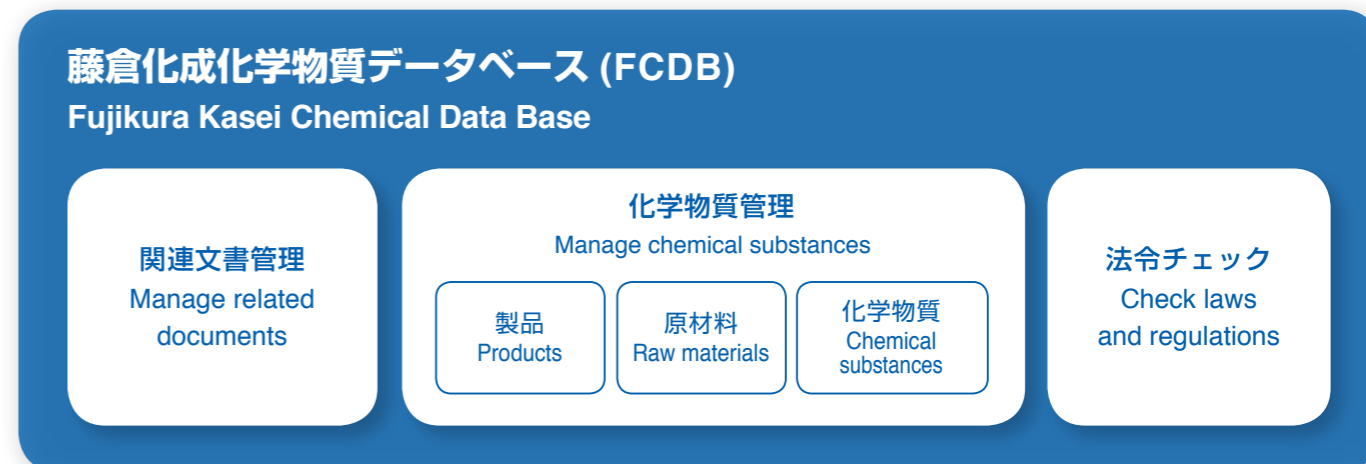 藤倉化成化学物質データベース (FCDB)
Fujikura Kasei Chemical Data Base
関連文書管理
Manage related
documents
化学物質管理
Manage chemical substances
製品
Products
原材料
Raw materials
化学物質
Chemical
substances
法令チェック
Check laws
and regulations